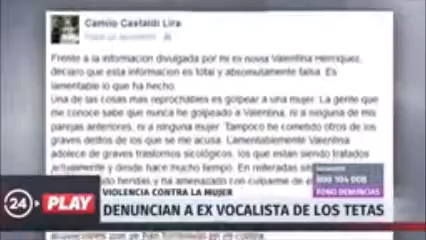 Camilo Castaldi Lira
Frente a la informacion divulgada por mi ex novia Valentina Henriquez,
declaro que esta informacion es total y absolutamente falsa. Es
lamentable lo que ha hecho.
Una de las cosas mas reprochables es golpear a una mujer. La gente que
me conoce sabe que nunca he golpeado a Valentina, ni a ninguna de mis
parejas anteriores, ni a ninguna mujer. Tampoco he cometido otros de los
graves delitos de los que se me acusa. Lamentablemente Valentina
adolece de graves trastornos sicológicos, los que estan siendo tratados
actualmente y desde hace mucho tiempo. En reiteradas
heridas y ha amenazado con culparme de
800 104 008
FONO DENUNCIAS
24 PLAY
VIOLENCIA CONTRA LA MUJER
DENUNCIAN A EX VOCALISTA DE LOS TETAS